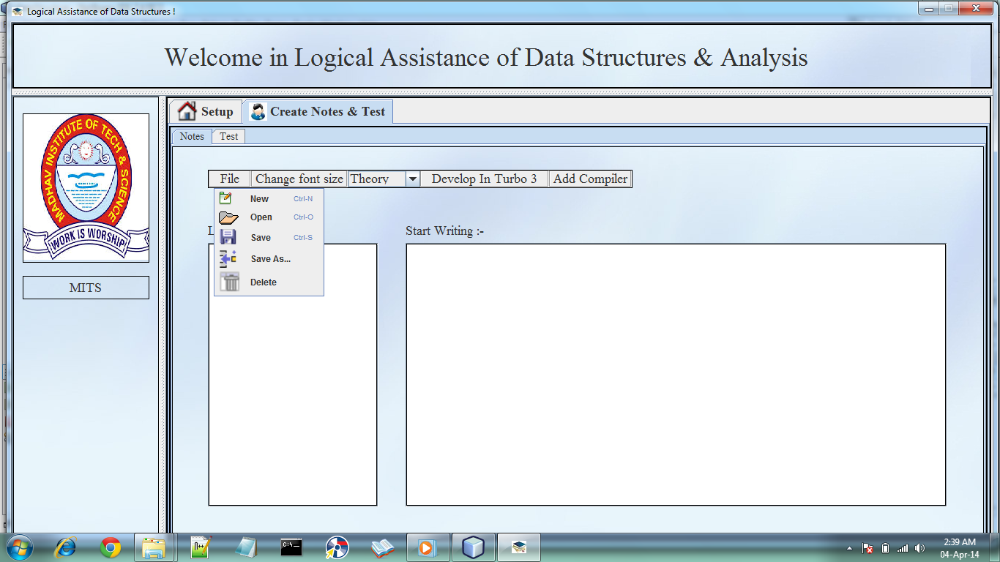 Logical Assistance of Data Structures !
Welcome in Logical Assistance of Data Structures & Analysis
MADHAV INSTITUTE OF TECH & SCIENCE
WORK IS WORSHIP
MITS
Setup
Create Notes & Test
Notes
Test
File
Change font size
Theory
Develop In Turbo 3
Add Compiler
New Ctrl-N
Open Ctrl-O
Save Ctrl-S
Save As...
Delete
L
Start Writing :-
C:\
2:39 AM
04-Apr-14